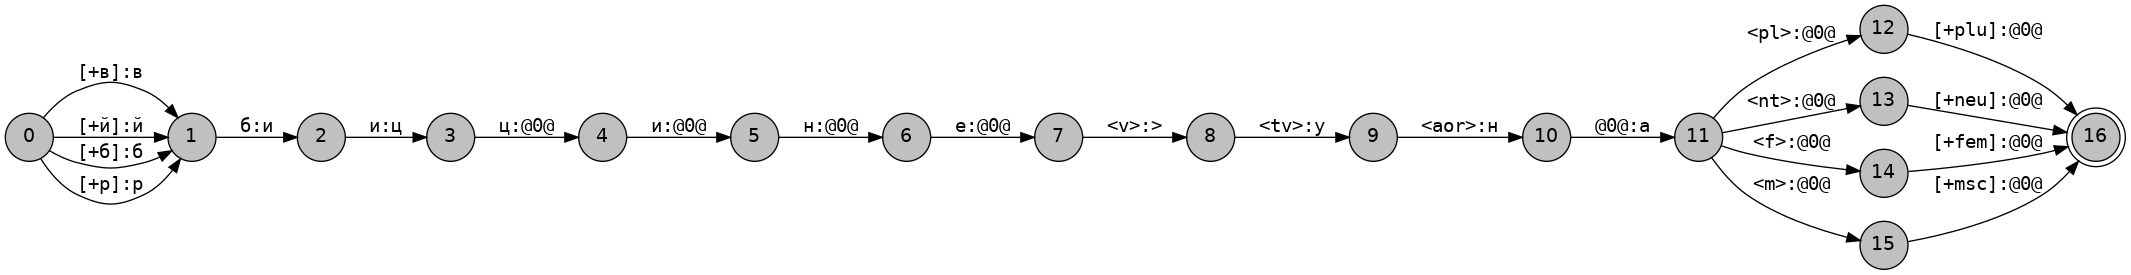 0
[+в]:в
[+й]:й
[+б]:б
[+р]:р
1
б:и
2
и:ц
3
ц:@0@
4
и:@0@
5
н:@0@
6
е:@0@
7
<v>:>
8
<tv>:у
9
<aor>:н
10
@0@:а
11
<pl>:@0@
12
[+plu]:@0@
<nt>:@0@
13
[+neu]:@0@
<f>:@0@
14
[+fem]:@0@
<m>:@0@
15
[+msc]:@0@
16